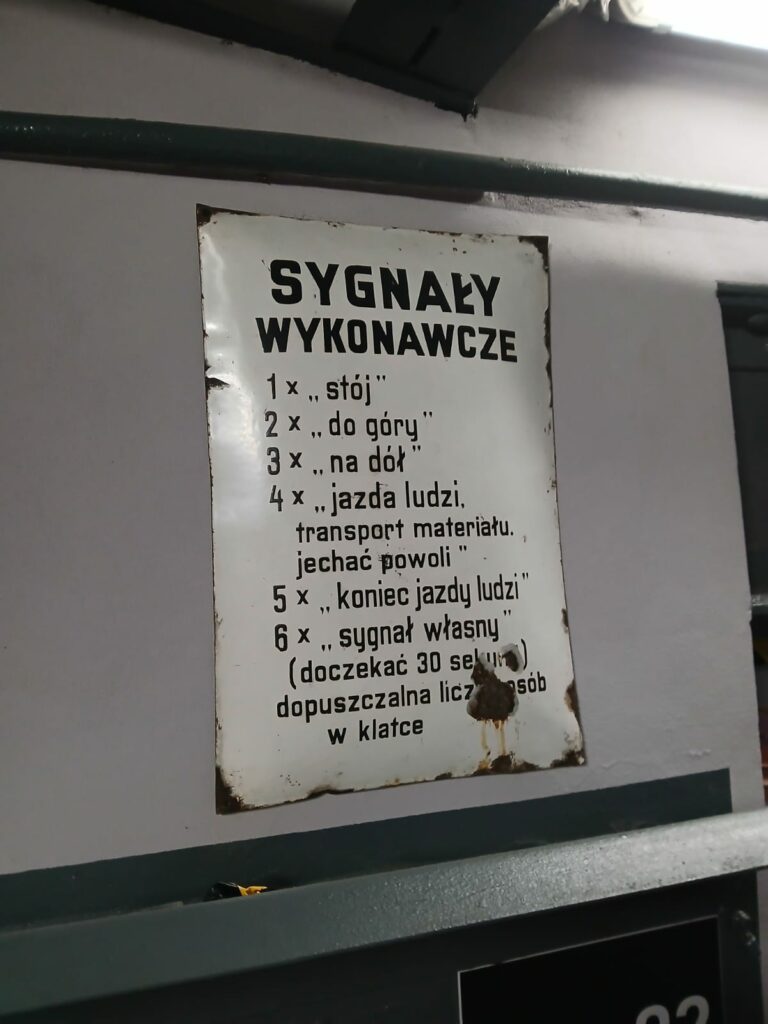 SYGNAŁY
WYKONAWCZE
1 x „stój”
2 x „do góry”
3 x „na dół”
4 x „jazda ludzi,
transport materiału.
jechać powoli”
5 x „koniec jazdy ludzi”
6 x „sygnał własny”
(doczekać 30
dopuszczalna
w klatce